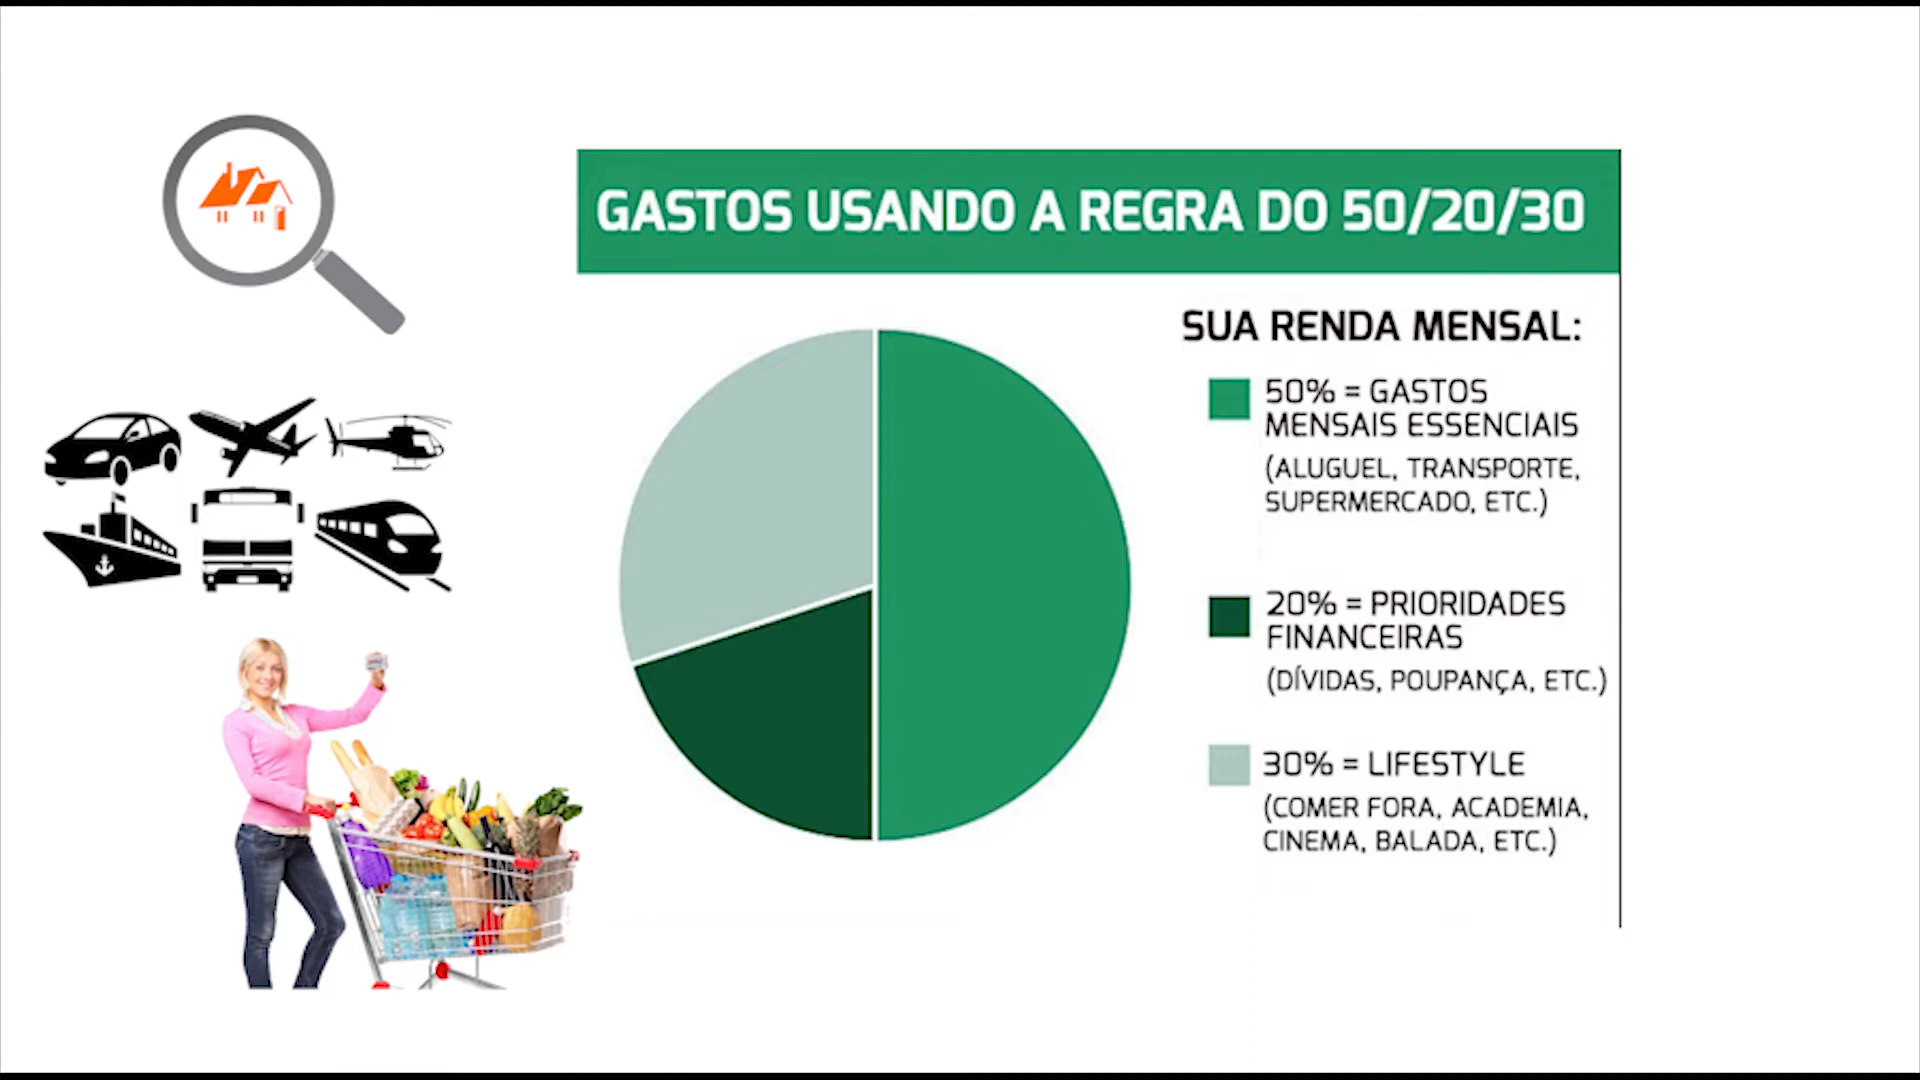 GASTOS USANDO A REGRA DO 50/20/30
SUA RENDA MENSAL:
50% = GASTOS
MENSAIS ESSENCIAIS
(ALUGUEL, TRANSPORTE,
SUPERMERCADO, ETC.)
20% = PRIORIDADES
FINANCEIRAS
(DÍVIDAS, POUPANÇA, ETC.)
30% = LIFESTYLE
(COMER FORA, ACADEMIA,
CINEMA, BALADA, ETC.)